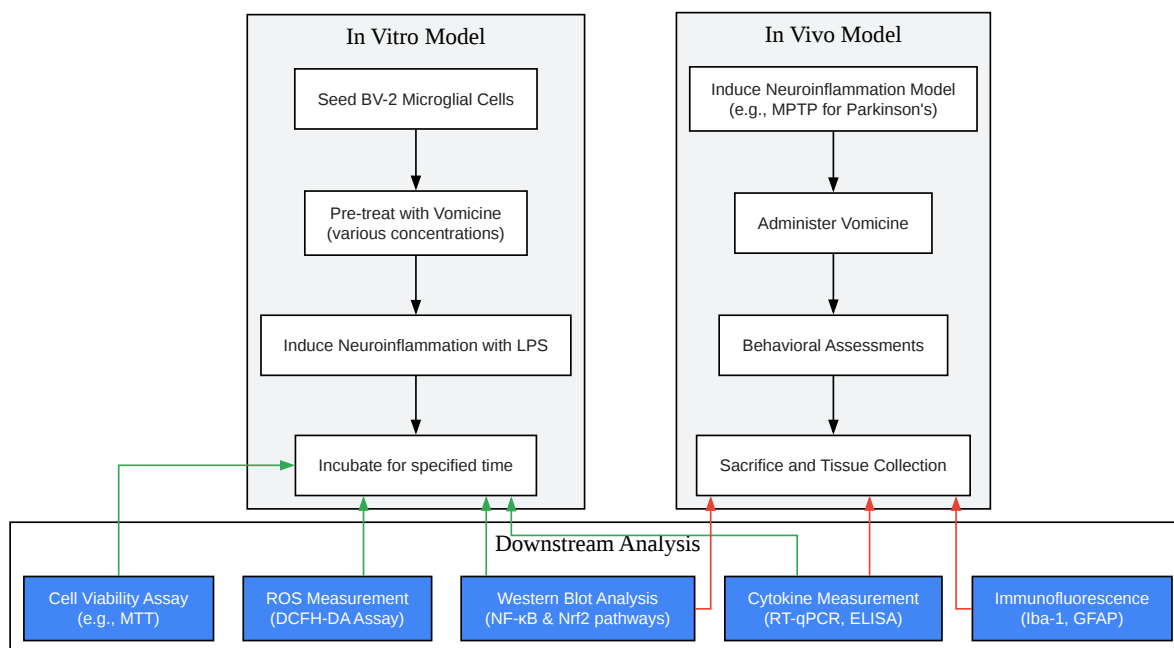 In Vitro Model
Seed BV-2 Microglial Cells
Pre-treat with Vomicine
(various concentrations)
Induce Neuroinflammation with LPS
Incubate for specified time
In Vivo Model
Induce Neuroinflammation Model
(e.g., MPTP for Parkinson's)
Administer Vomicine
Behavioral Assessments
Sacrifice and Tissue Collection
Downstream Analysis
Cell Viability Assay
(e.g., MTT)
ROS Measurement
(DCFH-DA Assay)
Western Blot Analysis
(NF-κB & Nrf2 pathways)
Cytokine Measurement
(RT-qPCR, ELISA)
Immunofluorescence
(Iba-1, GFAP)